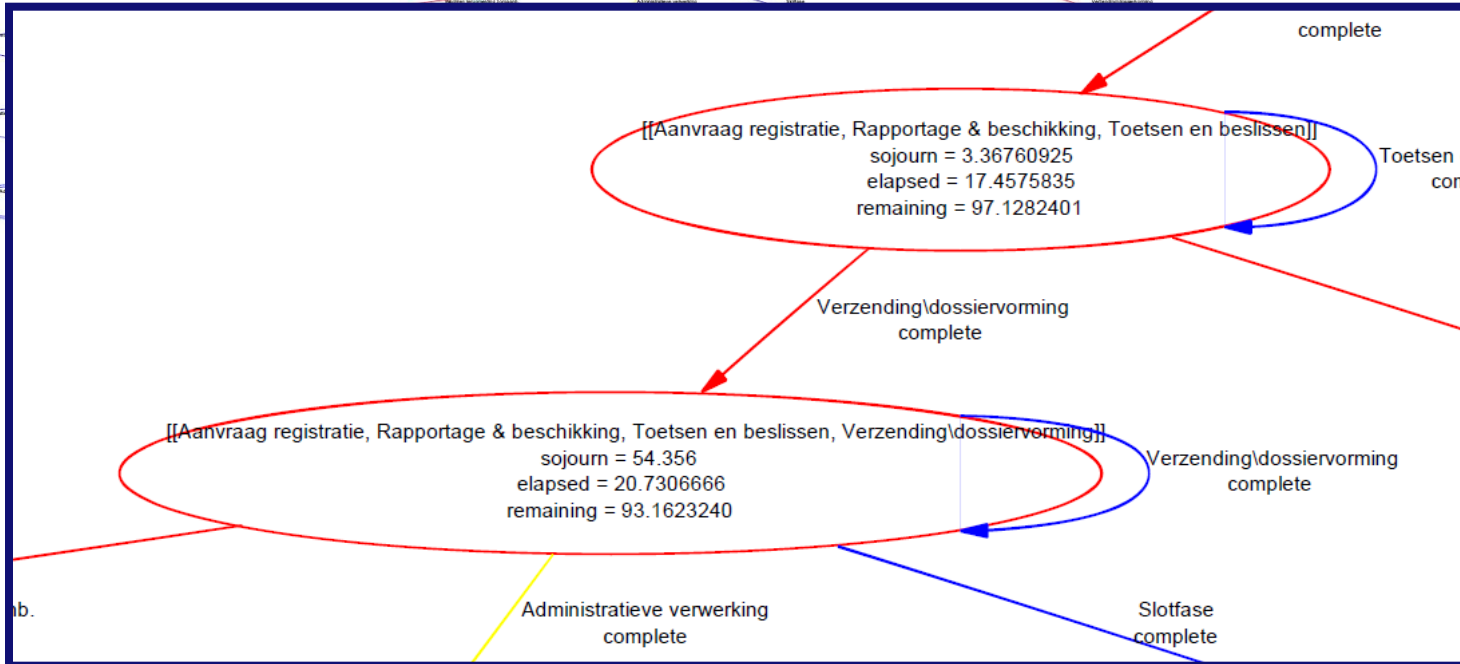 complete
[[Aanvraag registratie, Rapportage & beschikking, Toetsen en beslissen]]
sojourn = 3.36760925
elapsed = 17.4575835
remaining = 97.1282401
Toetsen
Verzending\dossiervorming
complete
[[Aanvraag registratie, Rapportage & beschikking, Toetsen en beslissen, Verzending\dossiervorming]]
sojourn = 54.356
elapsed = 20.7306666
remaining = 93.1623240
Verzending\dossiervorming
complete
Administratieve verwerking
complete
Slotfase
complete